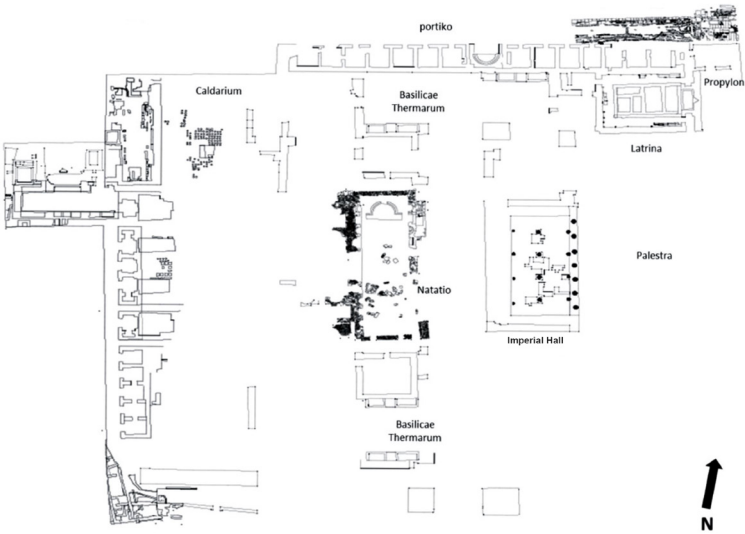 portiko
Propylon
Caldarium
Basilicae
Thermarum
Latrina
Palestra
Natatio
Imperial Hall
Basilicae
Thermarum
N